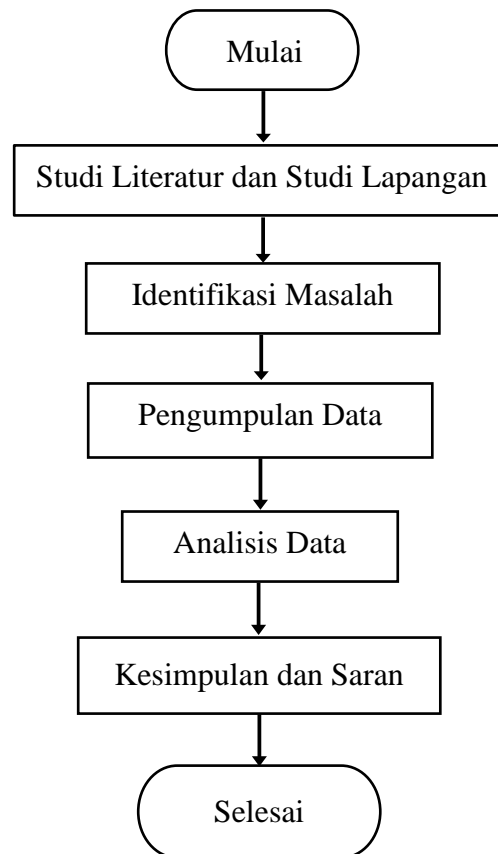 Mulai
Studi Literatur dan Studi Lapangan
Identifikasi Masalah
Pengumpulan Data
Analisis Data
Kesimpulan dan Saran
Selesai